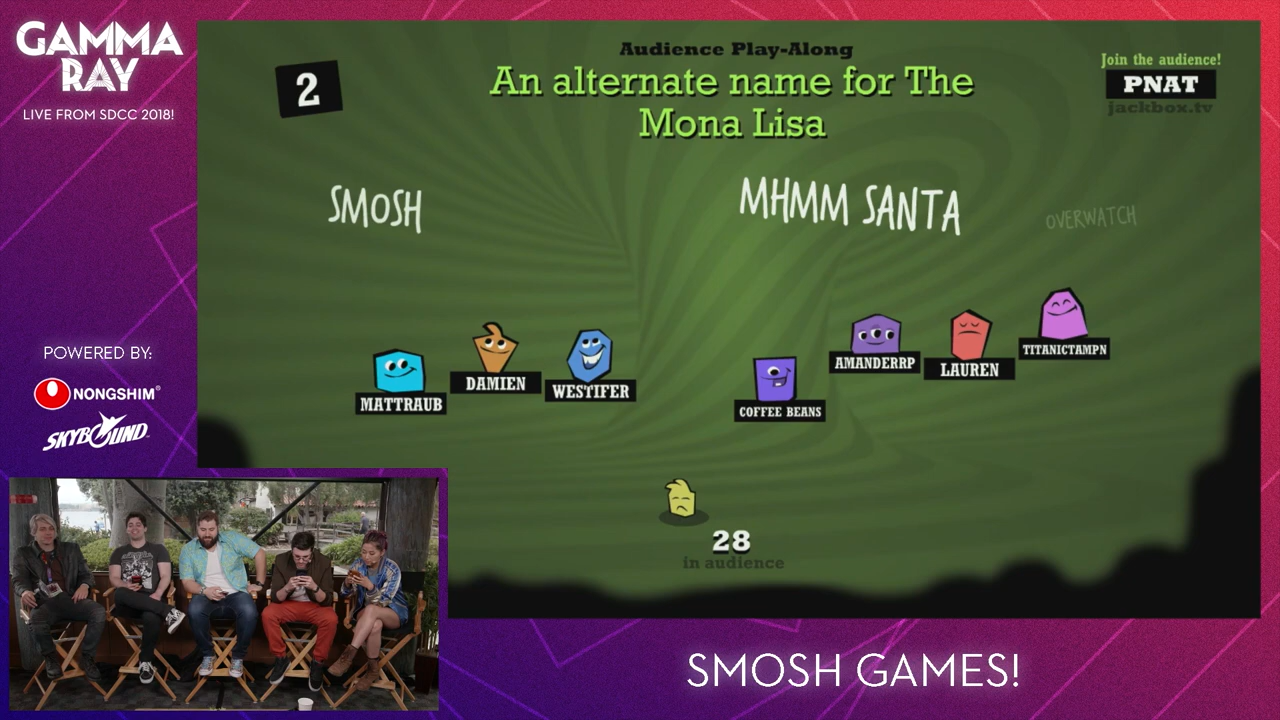 GAMMA
RAY
LIVE FROM SDCC 2018!
2
Audience Play-Along
An alternate name for The
Mona Lisa
Join the audience!
PNAT
jackbox.tv
SMOSH
MHMM SANTA
OVERWATCH
MATTRAUB
DAMIEN
WESTIFER
COFFEE BEANS
AMANDERRP
LAUREN
TITANICTAMPN
28
in audience
POWERED BY:
NONGSHIM®
SKYBOUND
SMOSH GAMES!